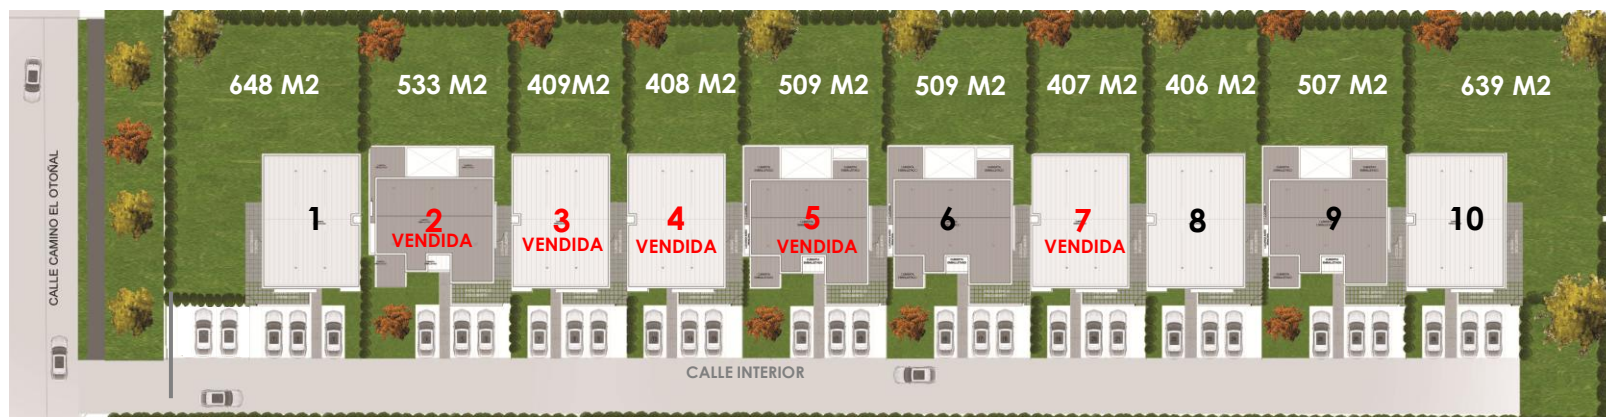 648 M2
533 M2
409M2
408 M2
509 M2
509 M2
407 M2
406 M2
507 M2
639 M2
CALLE CAMINO EL OTOÑAL
1
2
VENDIDA
3
VENDIDA
4
VENDIDA
5
VENDIDA
6
7
VENDIDA
8
9
10
CALLE INTERIOR